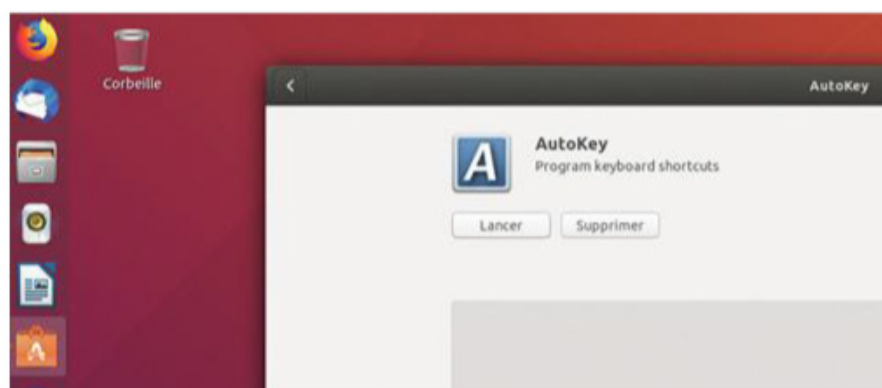 Corbeille
AutoKey
AutoKey
Program keyboard shortcuts
Lancer
Supprimer